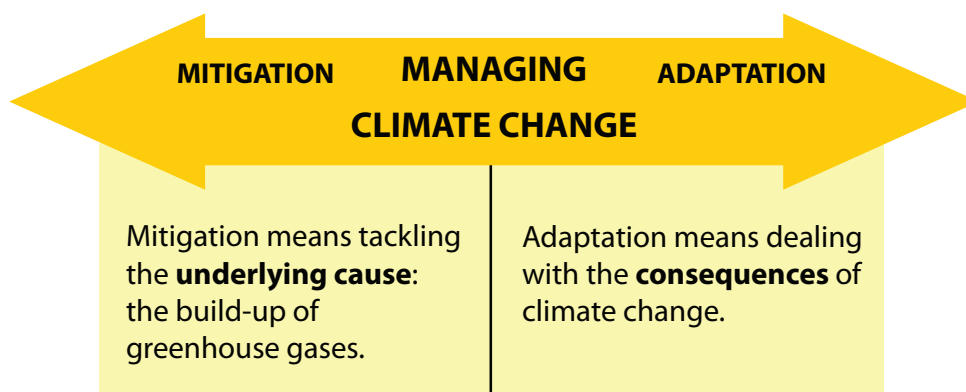 MITIGATION
MANAGING
CLIMATE CHANGE
ADAPTATION
Mitigation means tackling
the underlying cause:
the build-up of
greenhouse gases.
Adaptation means dealing
with the consequences of
climate change.